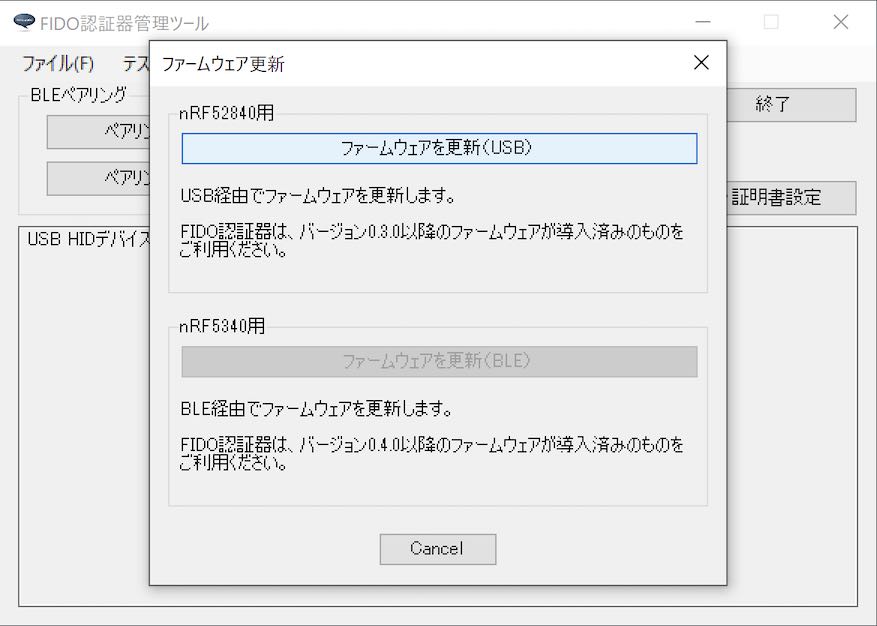 FIDO認証器管理ツール
ファイル(F)
ファームウェア更新
BLEペアリング
終了
nRF52840用
ファームウェアを更新(USB)
USB経由でファームウェアを更新します。
証明書設定
FIDO認証器は、バージョン0.3.0以降のファームウェアが導入済みのものを
ご利用ください。
USB HIDデバイス
nRF5340用
ファームウェアを更新(BLE)
BLE経由でファームウェアを更新します。
FIDO認証器は、バージョン0.4.0以降のファームウェアが導入済みのものを
ご利用ください。
Cancel